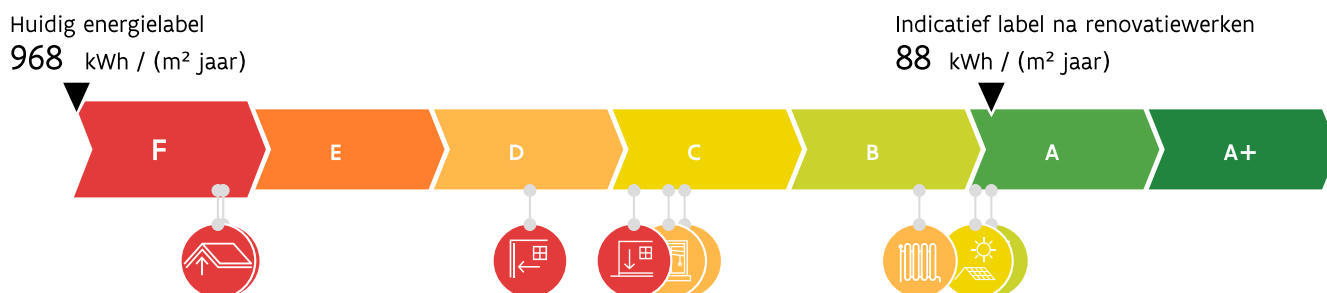 Huidig energielabel
968 kWh / (m² jaar)
Indicatief label na renovatiewerken
88 kWh / (m² jaar)
F E D C B A A+